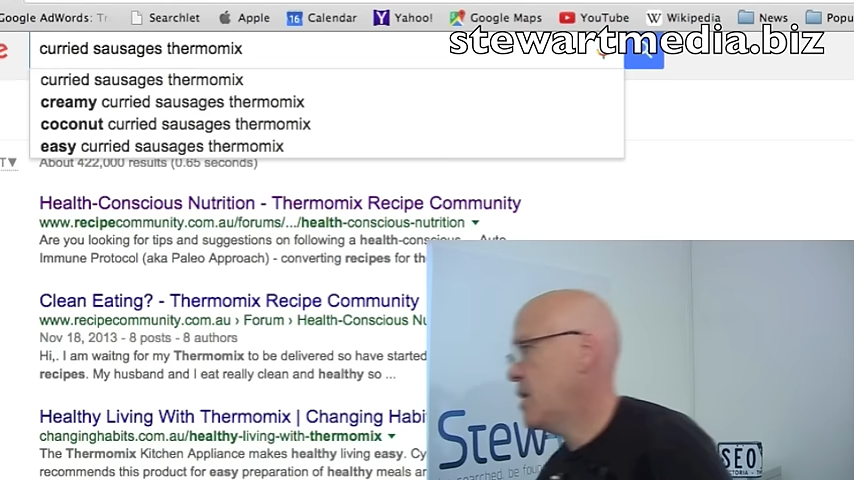 Google AdWords: Tr
Searchlet
Apple
16 Calendar
Yahoo!
Google Maps
YouTube
W Wikipedia
News
Popu
stewartmedia.biz
e
curried sausages thermomix
curried sausages thermomix
creamy curried sausages thermomix
coconut curried sausages thermomix
easy curried sausages thermomix
T▼
About 422,000 results (0.65 seconds)
Health-Conscious Nutrition - Thermomix Recipe Community
www.recipecommunity.com.au/forums/.../health-conscious-nutrition
Are you looking for tips and suggestions on following a health-conscious
Immune Protocol (aka Paleo Approach) - converting recipes for
Clean Eating? - Thermomix Recipe Community
www.recipecommunity.com.au › Forum › Health-Conscious Nu
Nov 18, 2013 - 8 posts - 8 authors
Hi,. I am waitng for my Thermomix to be delivered so have started
recipes. My husband and I eat really clean and healthy so ...
Healthy Living With Thermomix | Changing Habi
changinghabits.com.au/healthy-living-with-thermomix
The Thermomix Kitchen Appliance makes healthy living easy. Cy
recommends this product for easy preparation of healthy meals a
Stew
searched, be fou
SEO